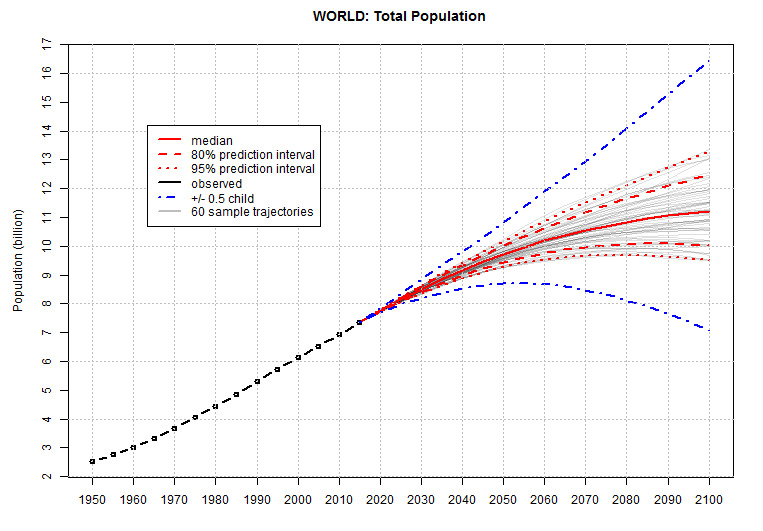 WORLD: Total Population
Population (billion)
17
16
15
14
13
12
11
10
9
8
7
6
5
4
3
2
median
80% prediction interval
95% prediction interval
observed
+/- 0.5 child
60 sample trajectories
1950 1960 1970 1980 1990 2000 2010 2020 2030 2040 2050 2060 2070 2080 2090 2100